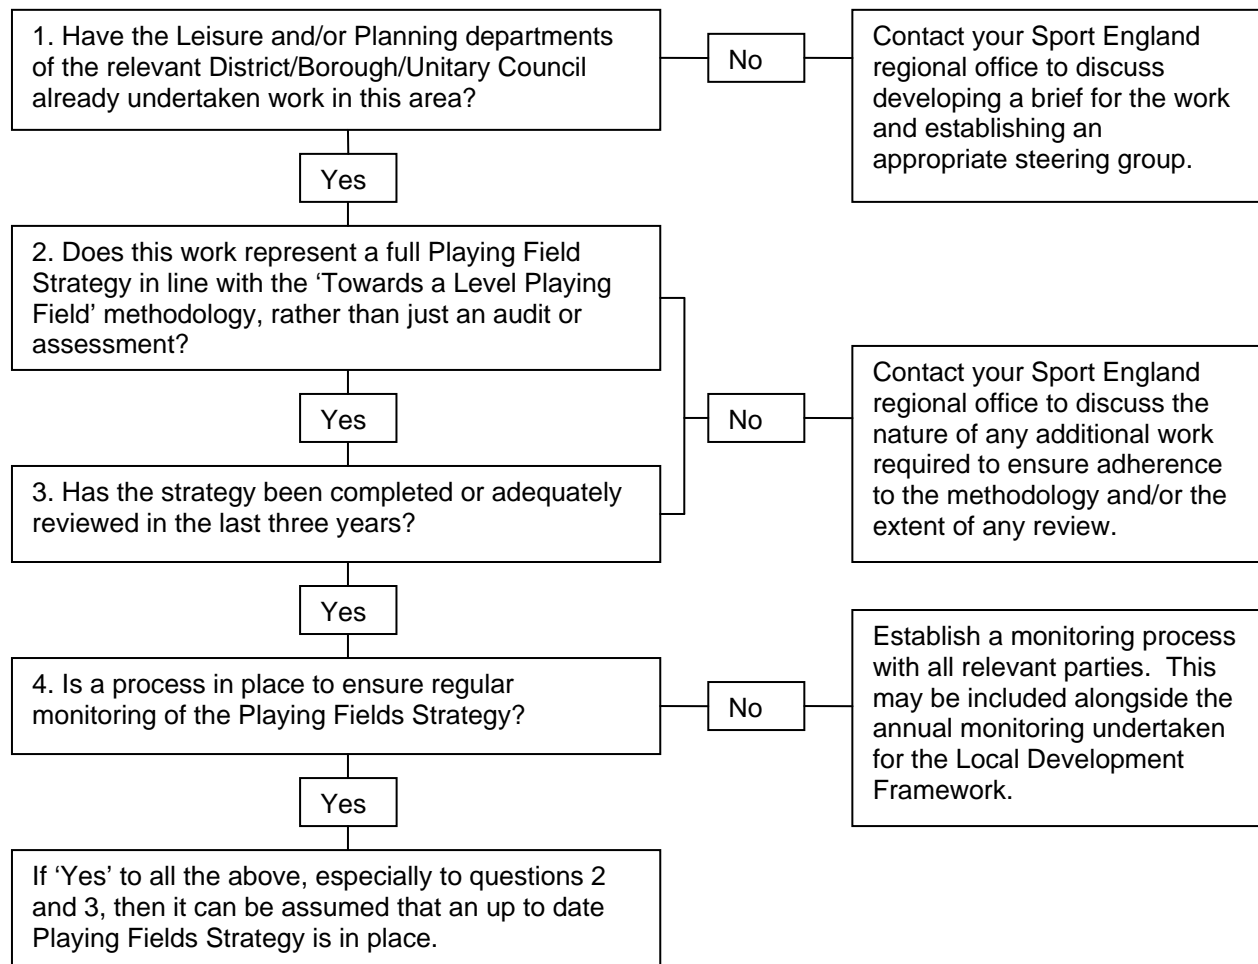 1. Have the Leisure and/or Planning departments
of the relevant District/Borough/Unitary Council
already undertaken work in this area?
No
Contact your Sport England
regional office to discuss
developing a brief for the work
and establishing an
appropriate steering group.
Yes
2. Does this work represent a full Playing Field
Strategy in line with the ‘Towards a Level Playing
Field’ methodology, rather than just an audit or
assessment?
Yes
No
Contact your Sport England
regional office to discuss the
nature of any additional work
required to ensure adherence
to the methodology and/or the
extent of any review.
3. Has the strategy been completed or adequately
reviewed in the last three years?
Yes
4. Is a process in place to ensure regular
monitoring of the Playing Fields Strategy?
No
Establish a monitoring process
with all relevant parties.  This
may be included alongside the
annual monitoring undertaken
for the Local Development
Framework.
Yes
If ‘Yes’ to all the above, especially to questions 2
and 3, then it can be assumed that an up to date
Playing Fields Strategy is in place.